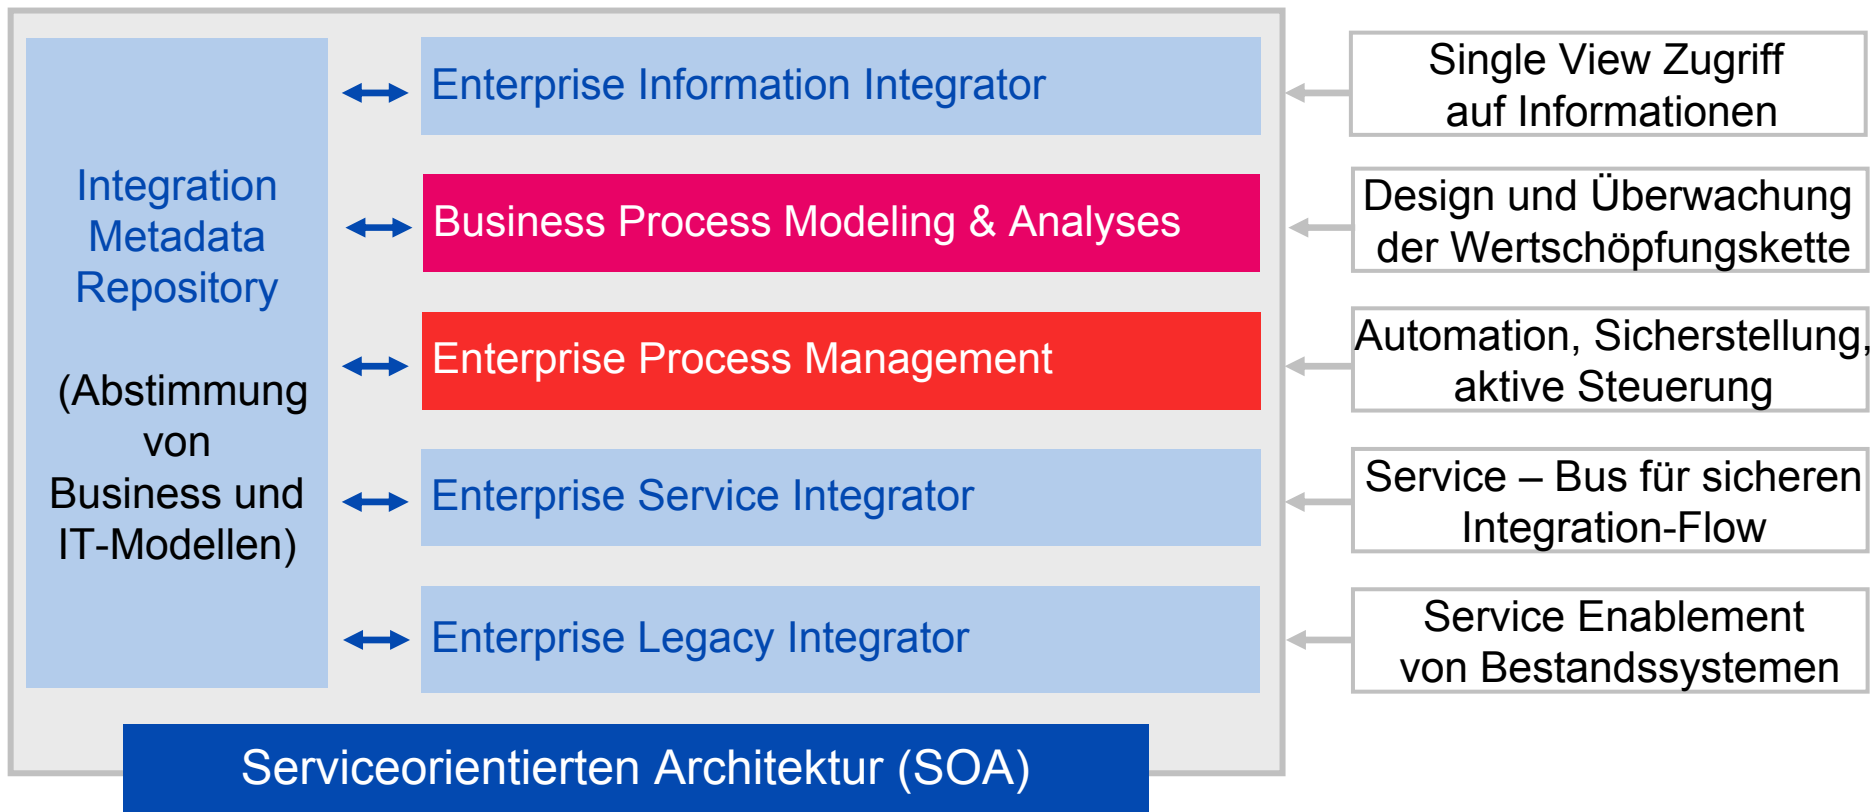 Integration
Metadata
Repository
(Abstimmung
von
Business und
IT-Modellen)
Enterprise Information Integrator
Single View Zugriff
auf Informationen
Business Process Modeling & Analyses
Design und Überwachung
der Wertschöpfungskette
Enterprise Process Management
Automation, Sicherstellung,
aktive Steuerung
Enterprise Service Integrator
Service – Bus für sicheren
Integration-Flow
Enterprise Legacy Integrator
Service Enablement
von Bestandssystemen
Serviceorientierten Architektur (SOA)